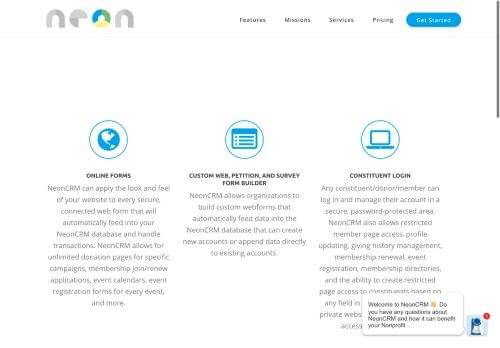 neon
Features Missions Services Pricing Get Started
ONLINE FORMS
NeonCRM can apply the look and feel
of your website to every secure,
connected web form that will
automatically feed into your
NeonCRM database and handle
transactions. NeonCRM allows for
unlimited donation pages for specific
campaigns, membership join/renew
applications, event calendars, event
registration forms for every event,
and more.
CUSTOM WEB, PETITION, AND SURVEY
FORM BUILDER
NeonCRM allows organizations to
build custom webforms that
automatically feed data into the
NeonCRM database that can create
new accounts or append data directly
to existing accounts.
CONSTITUENT LOGIN
Any constituent/donor/member can
log in and manage their account in a
secure, password-protected area.
NeonCRM also allows restricted
member page access, profile
updating, giving history management,
membership renewal, event
registration, membership directories,
and the ability to create restricted
page access to constituents based on
any field in
private webs
access
Welcome to NeonCRM 👋 Do
you have any questions about
NeonCRM and how it can benefit
your Nonprofit ...
1